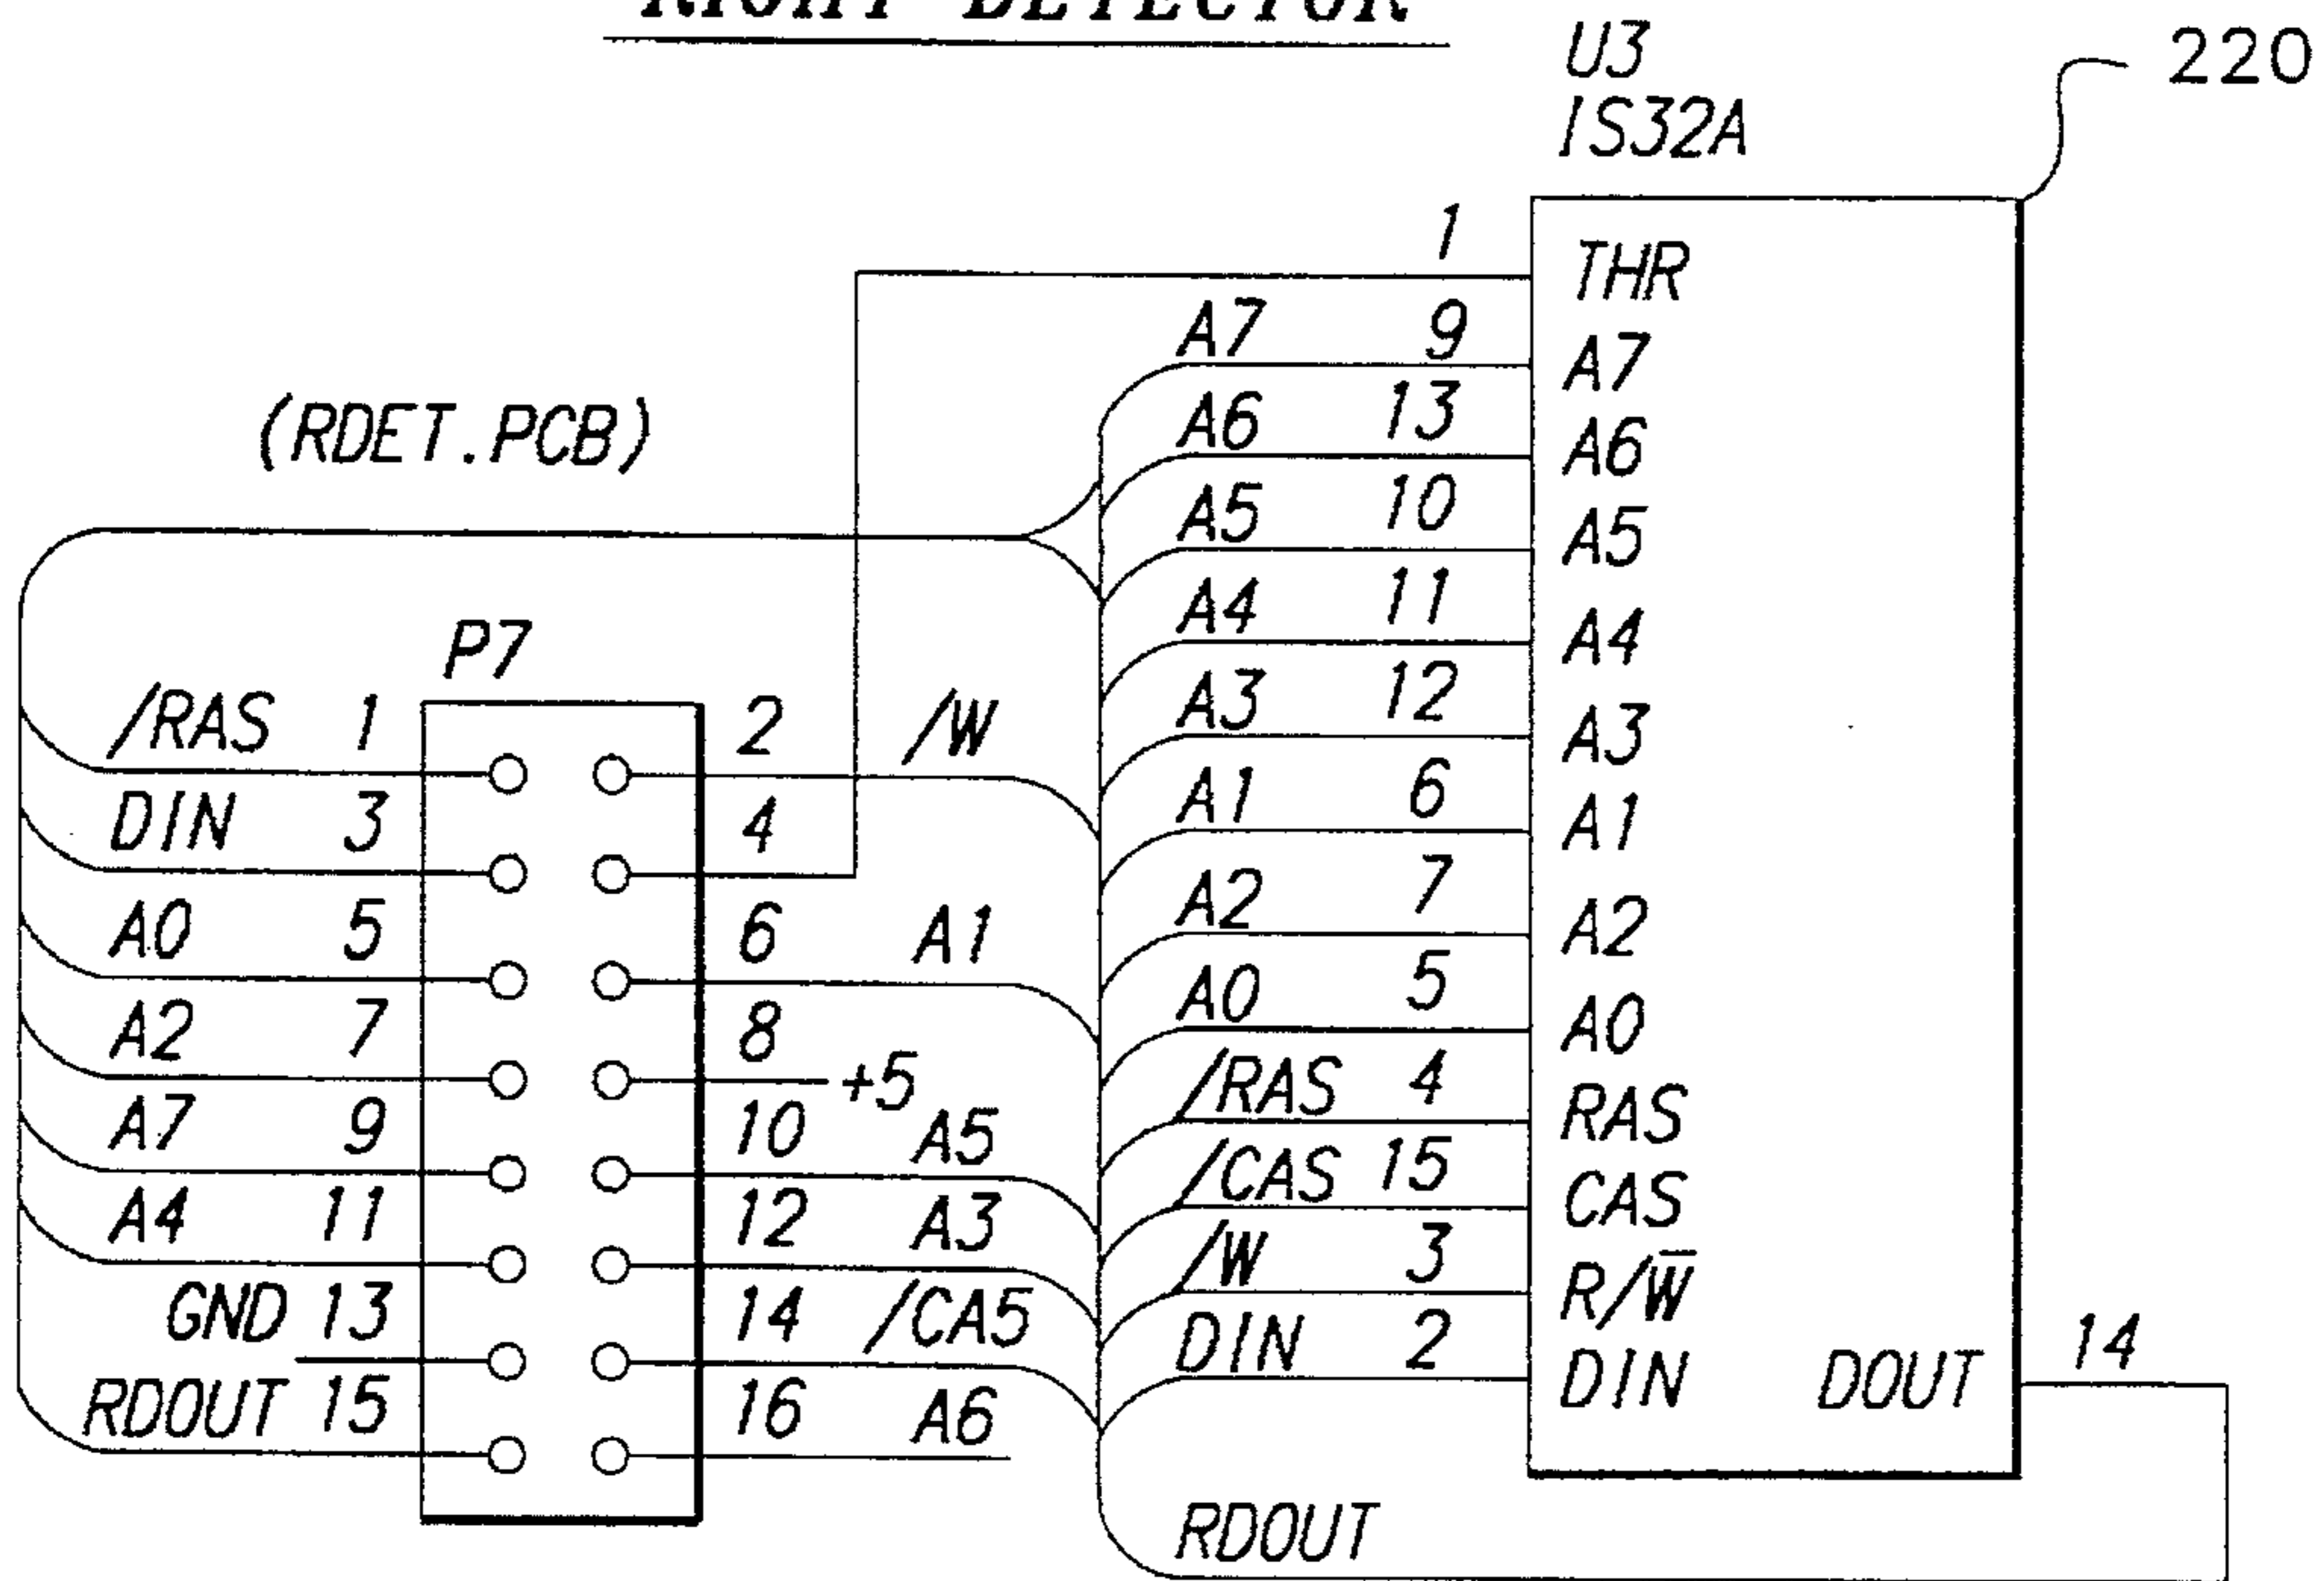 RIGHT DETECTOR
U3
IS32A
220
(RDET.PCB)
P7
/RAS 1
2 /W
DIN 3
4
A0 5
6 A1
A2 7
8 +5
A7 9
10 A5
A4 11
12 A3
GND 13
14 /CA5
RDOUT 15
16 A6
1 THR
A7 9 A7
A6 13 A6
A5 10 A5
A4 11 A4
A3 12 A3
A1 6 A1
A2 7 A2
A0 5 A0
/RAS 4 RAS
/CAS 15 CAS
/W 3 R/W̅
DIN 2 DIN
DOUT 14
RDOUT